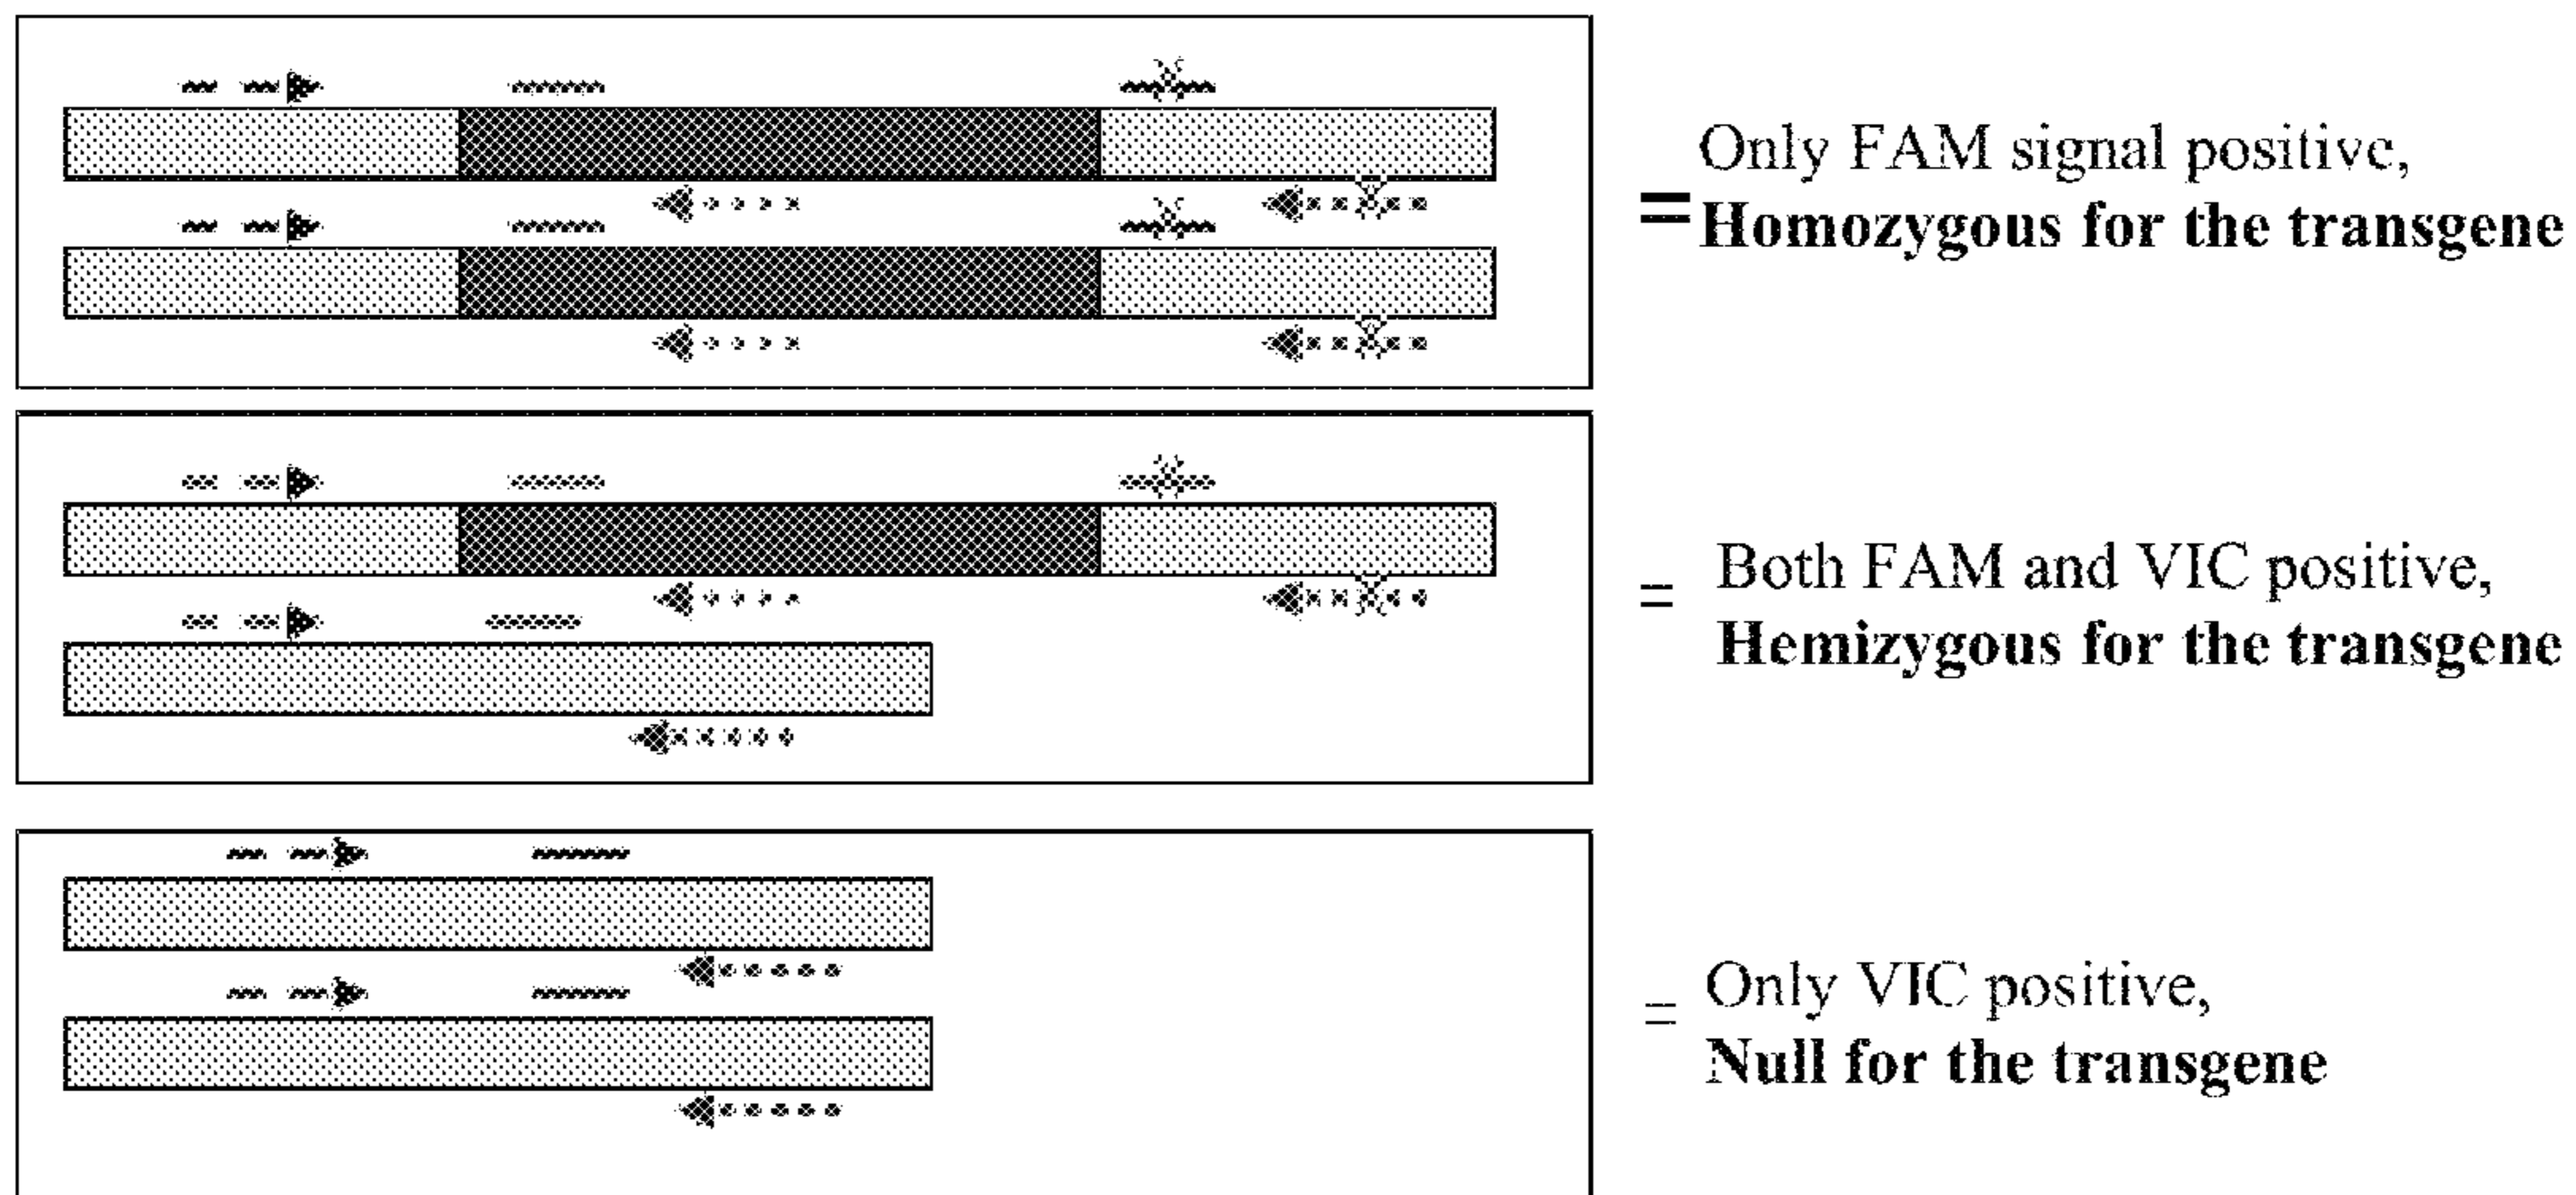 = Only FAM signal positive,
Homozygous for the transgene
= Both FAM and VIC positive,
Hemizygous for the transgene
= Only VIC positive,
Null for the transgene